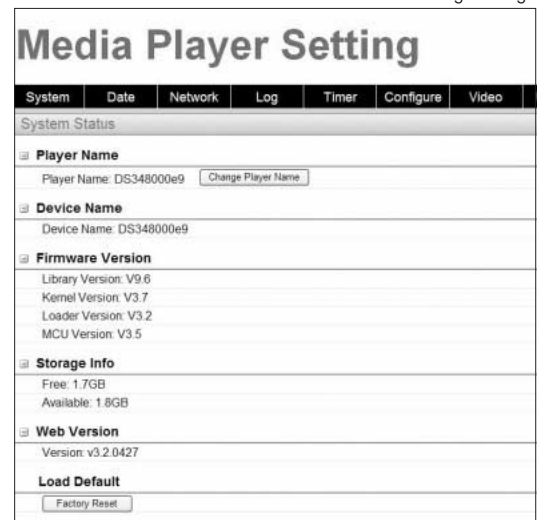 Media Player Setting
System Date Network Log Timer Configure Video
System Status
Player Name
Player Name: DS348000e9 Change Player Name
Device Name
Device Name: DS348000e9
Firmware Version
Library Version: V9.6
Kernel Version: V3.7
Loader Version: V3.2
MCU Version: V3.5
Storage Info
Free: 1.7GB
Available: 1.8GB
Web Version
Version: v3.2.0427
Load Default
Factory Reset